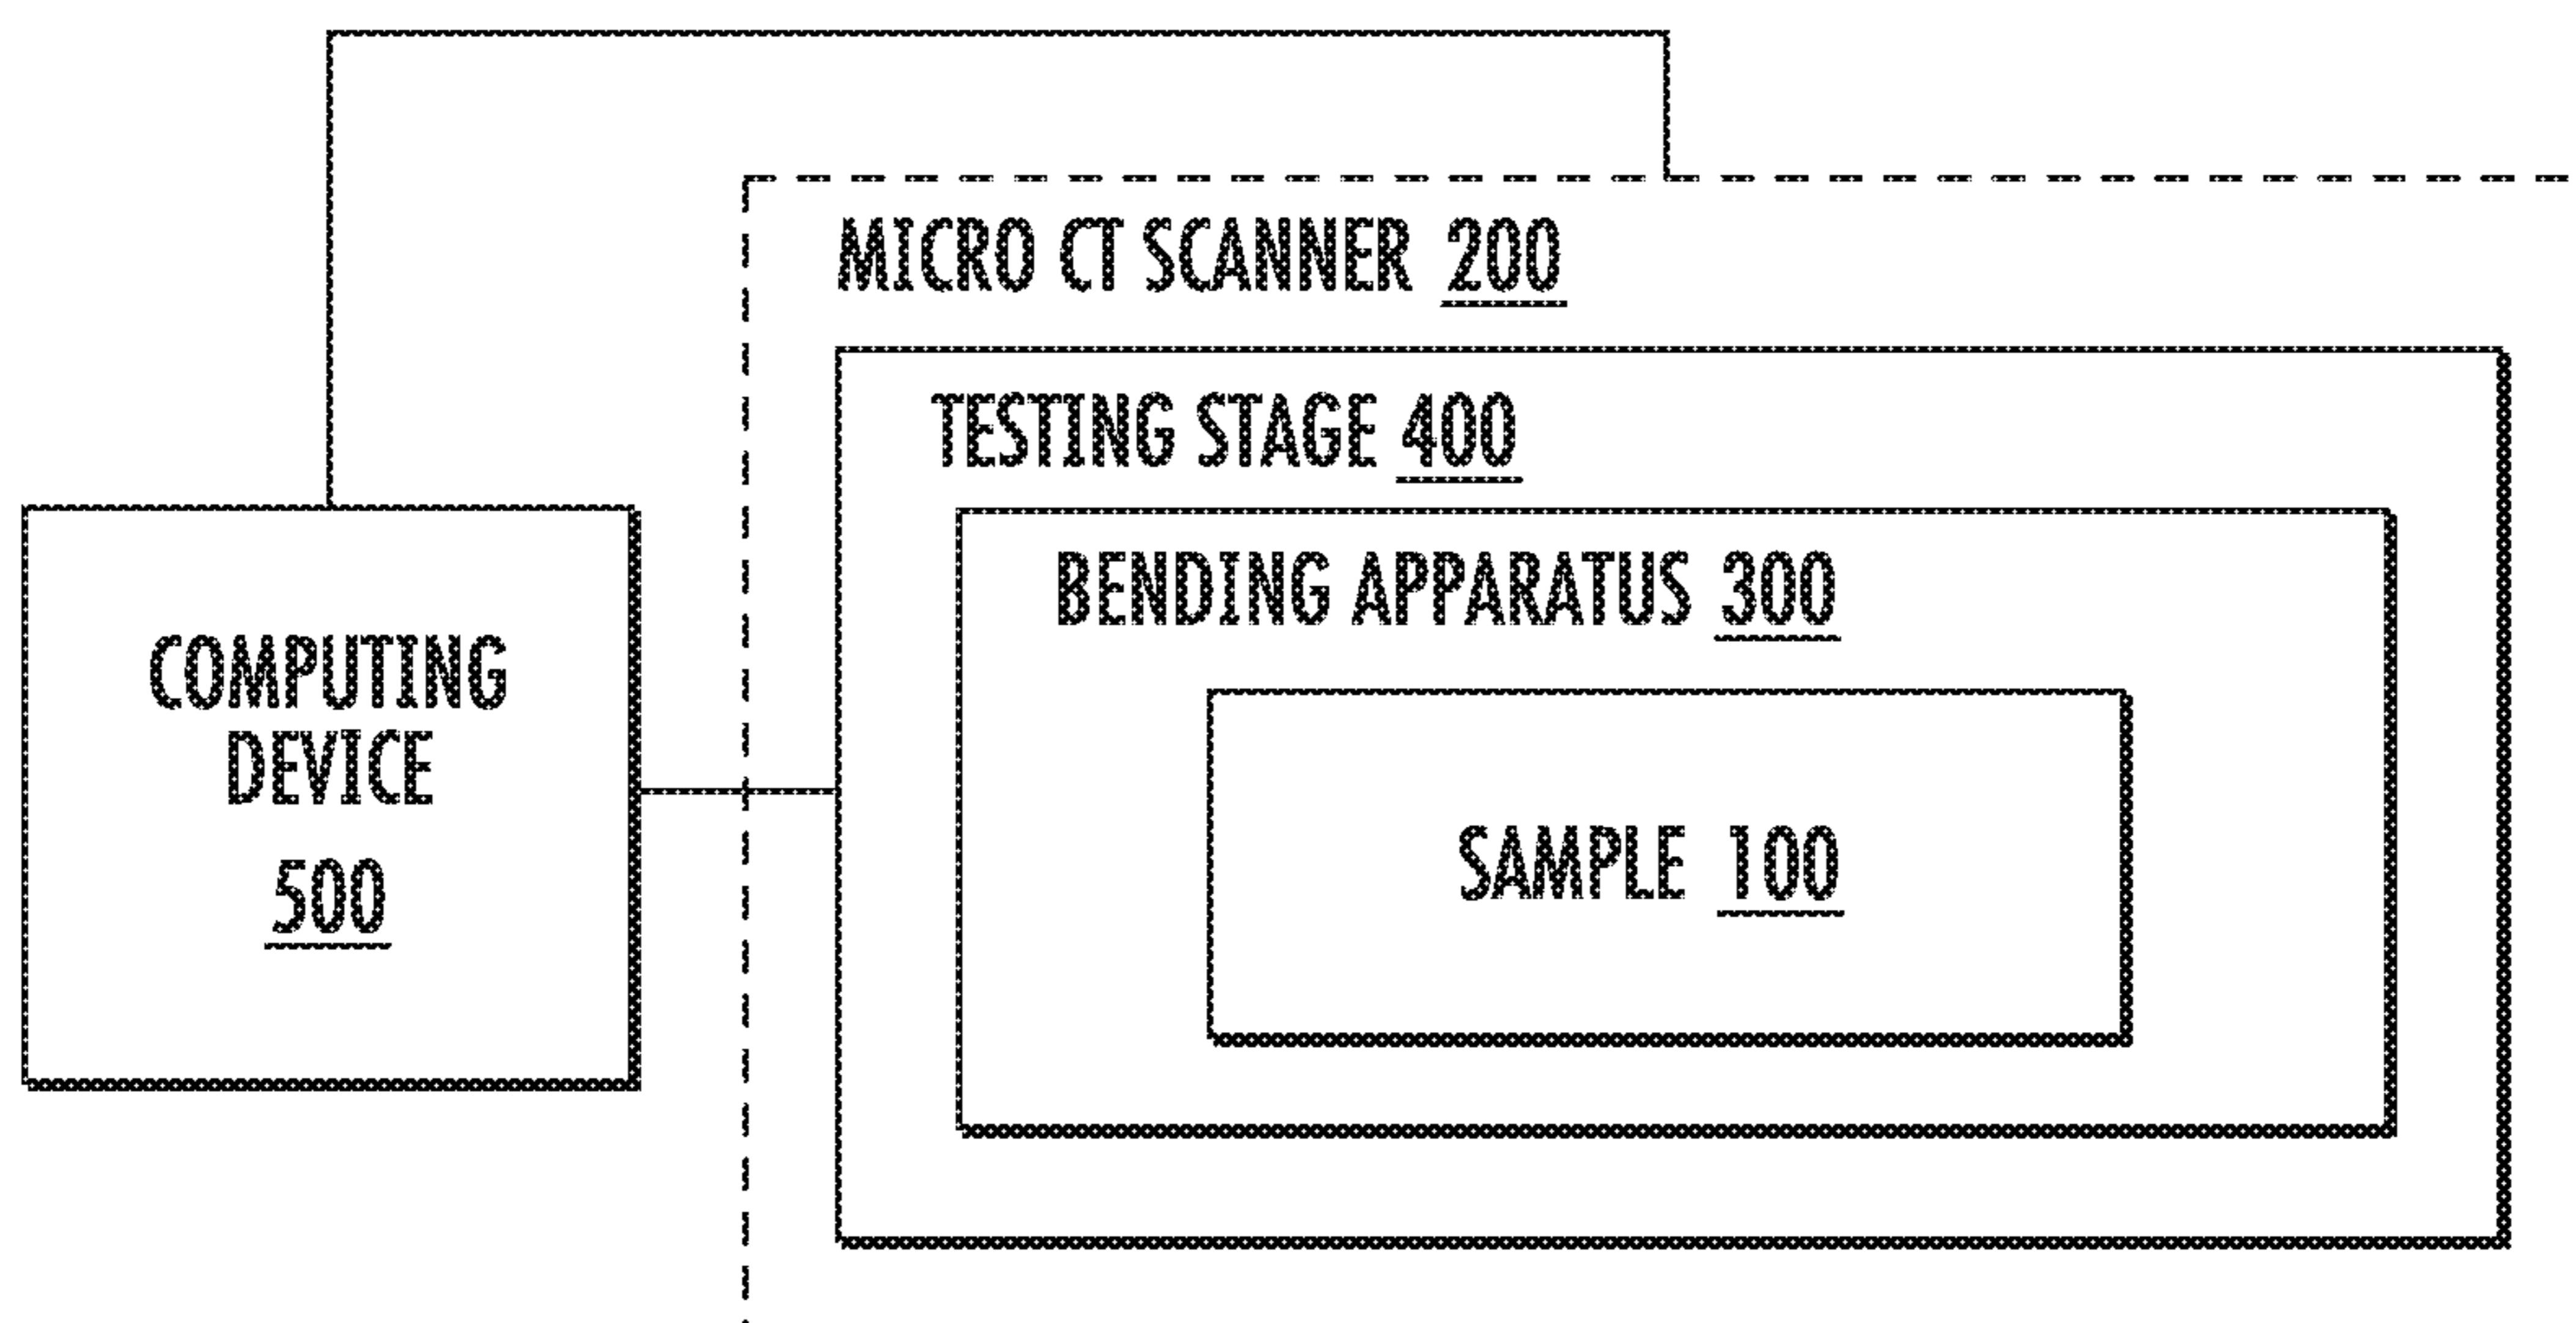 MICRO CT SCANNER 200
TESTING STAGE 400
BENDING APPARATUS 300
SAMPLE 100
COMPUTING
DEVICE
500